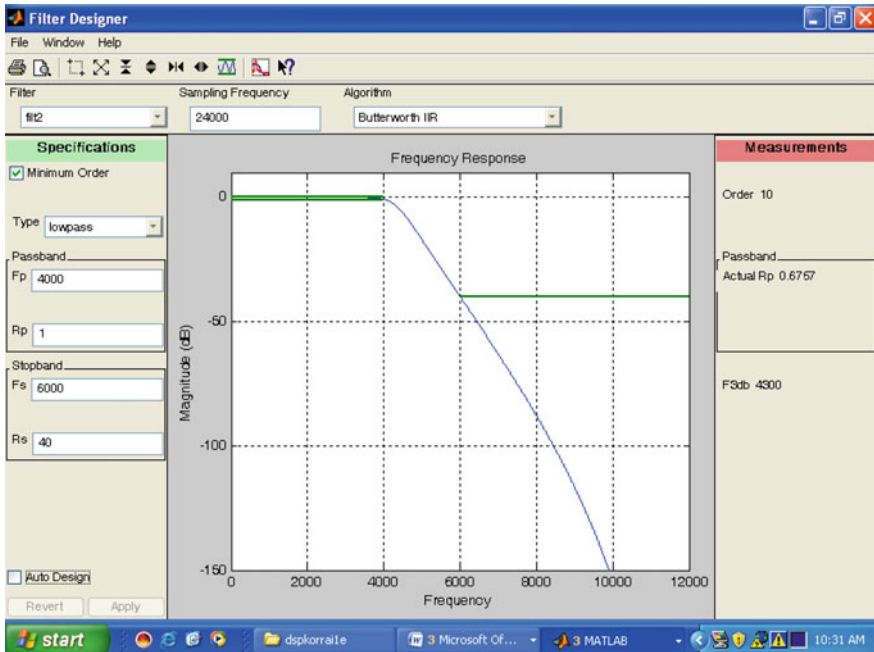 Filter Designer
File Window Help
Filter Sampling Frequency Algorithm
filt2 24000 Butterworth IIR
Specifications
Minimum Order
Type lowpass
Passband
Fp 4000
Rp 1
Stopband
Fs 6000
Rs 40
Auto Design
Revert Apply
Frequency Response
Magnitude (dB)
0
-50
-100
-150
0 2000 4000 6000 8000 10000 12000
Frequency
Measurements
Order 10
Passband
Actual Rp 0.6757
F3db 4300
start
dspkorrai1e
3 Microsoft Of...
3 MATLAB
10:31 AM